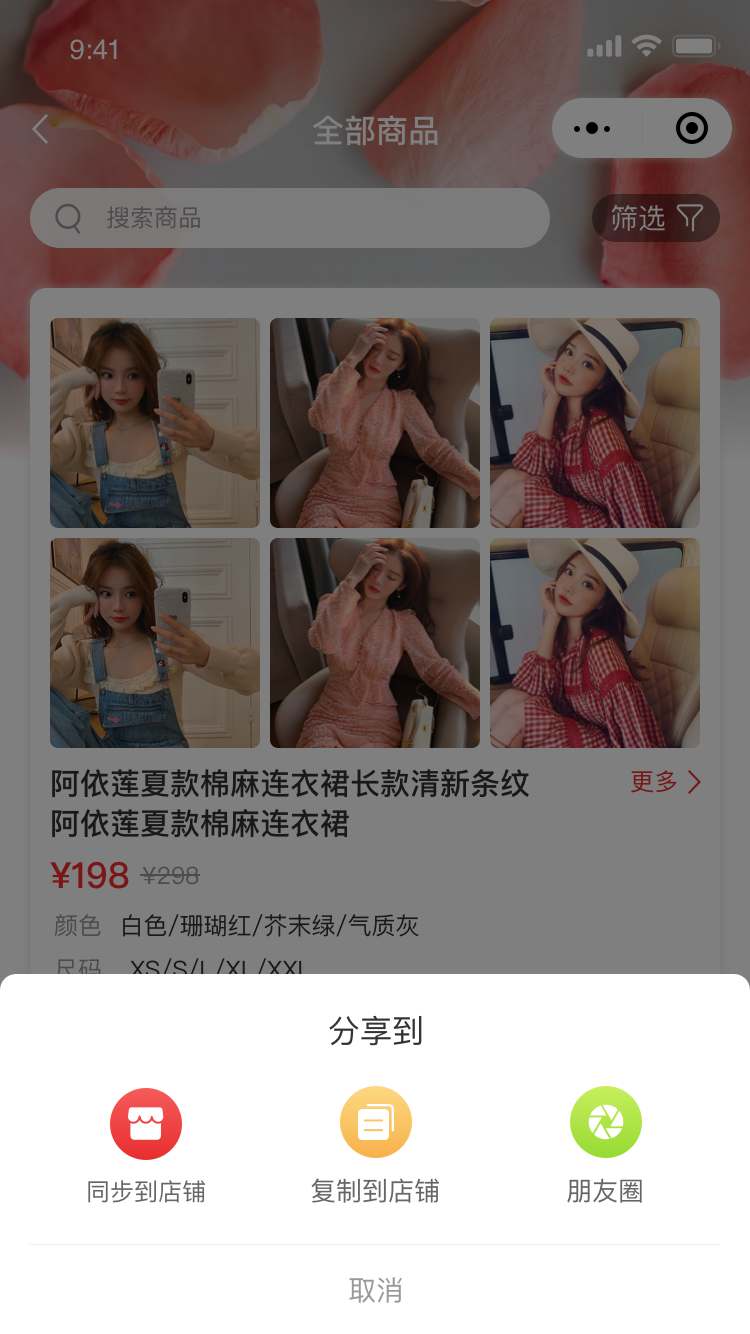 9:41
全部商品
搜索商品
筛选
阿依莲夏款棉麻连衣裙长款清新条纹
更多
阿依莲夏款棉麻连衣裙
¥198 ¥298
颜色 白色/珊瑚红/芥末绿/气质灰
尺码 XS/S/L/XL/XXL
分享到
同步到店铺
复制到店铺
朋友圈
取消